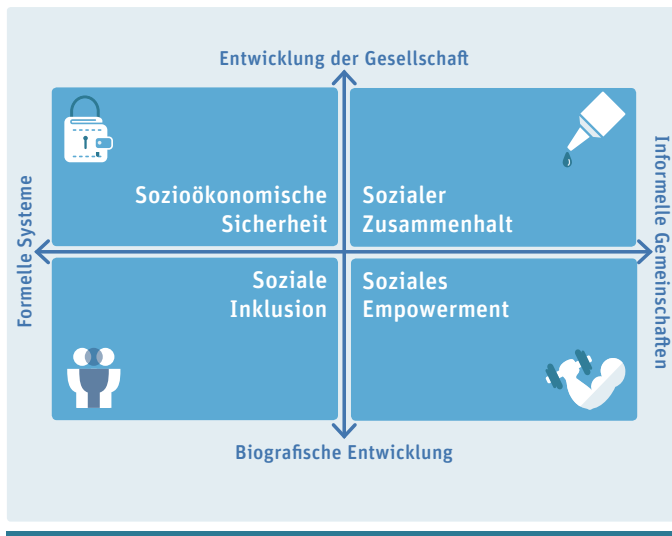 Entwicklung der Gesellschaft
Formelle Systeme
Sozioökonomische
Sicherheit
Sozialer
Zusammenhalt
Informelle Gemeinschaften
Soziale
Inklusion
Soziales
Empowerment
Biografische Entwicklung